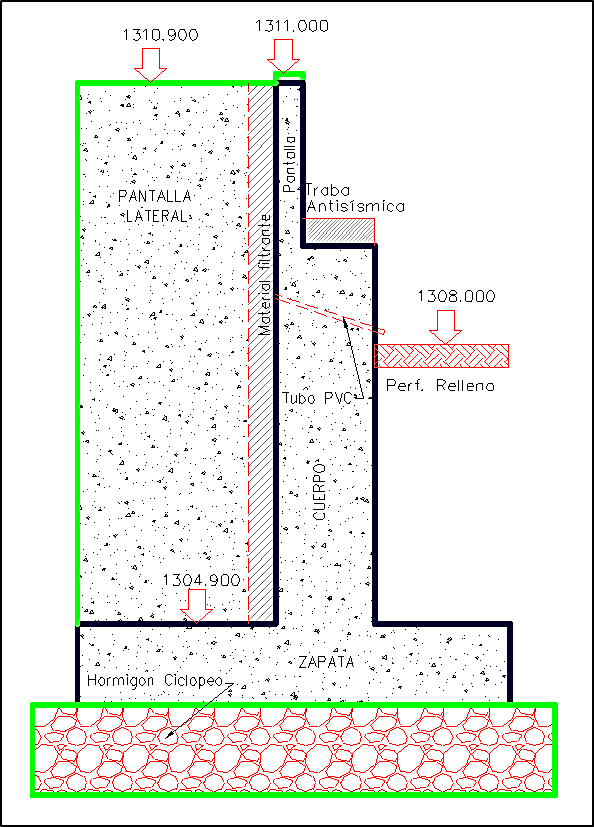 1310.900
1311.000
PANTALLA
LATERAL
Pantalla
Traba
Antisísmica
Material filtrante
1308.000
Perf. Relleno
Tubo PVC
CUERPO
1304.900
ZAPATA
Hormigon Ciclopeo